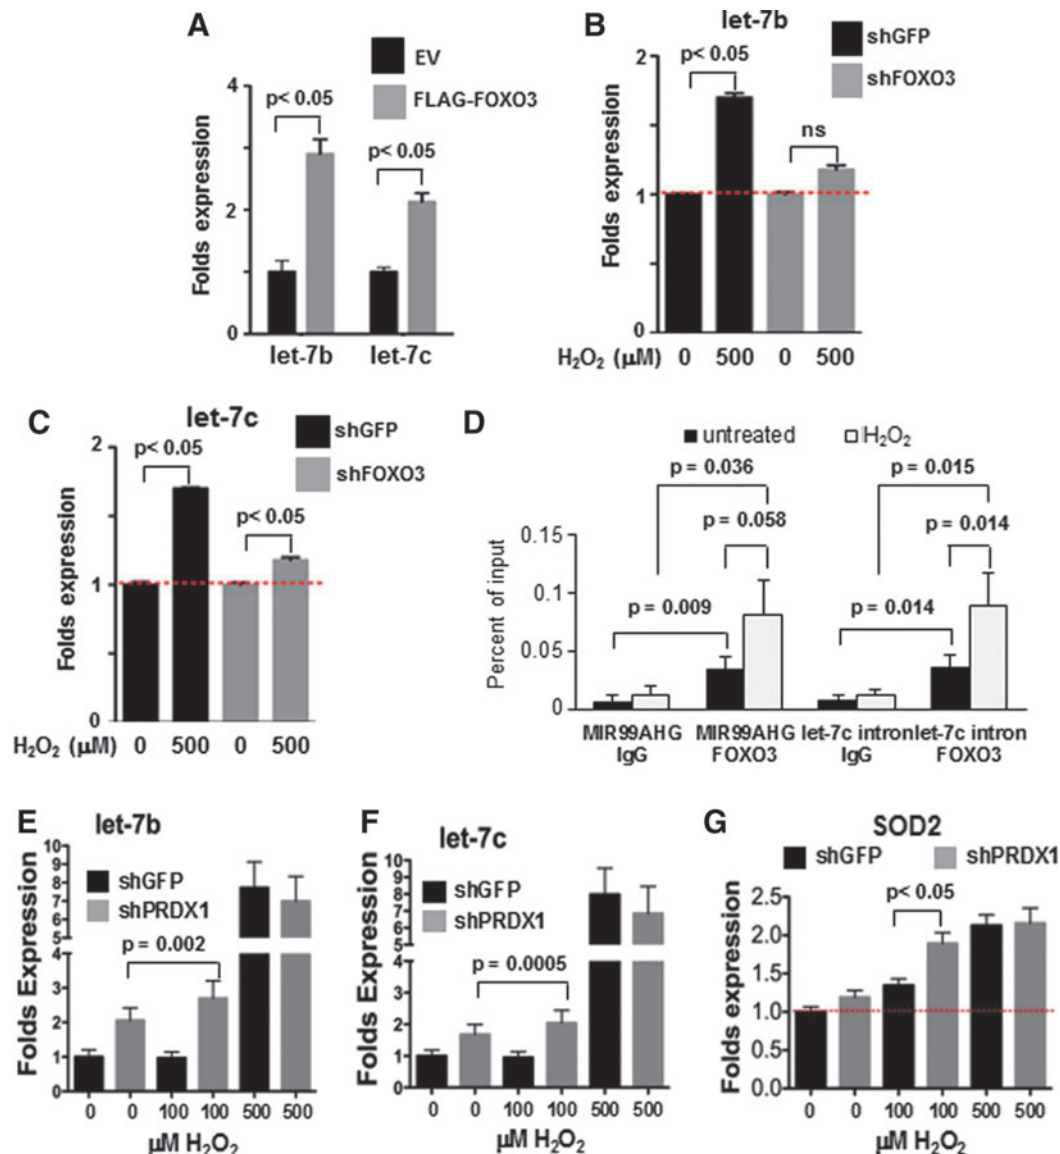 A
EV
FLAG-FOXO3
Folds expression
4
2
0
p< 0.05
p< 0.05
let-7b
let-7c
B
let-7b
shGFP
shFOXO3
Folds expression
2
1
0
p< 0.05
ns
H₂O₂ (µM) 0 500 0 500
C
let-7c
shGFP
shFOXO3
Folds expression
2
1
0
p< 0.05
p< 0.05
H₂O₂ (µM) 0 500 0 500
D
untreated H₂O₂
Percent of input
0.15
0.1
0.05
0
p = 0.036
p = 0.015
p = 0.058
p = 0.014
p = 0.009
p = 0.014
MIR99AHG MIR99AHG let-7c intron let-7c intron
IgG FOXO3 IgG FOXO3
E
let-7b
shGFP
shPRDX1
Folds Expression
10
9
8
7
6
5
4
3
2
1
0
p = 0.002
0 0 100 100 500 500
µM H₂O₂
F
let-7c
shGFP
shPRDX1
Folds Expression
10
9
8
7
6
5
4
3
2
1
0
p = 0.0005
0 0 100 100 500 500
µM H₂O₂
G
SOD2
shGFP shPRDX1
Folds expression
2.5
2.0
1.5
1.0
0.5
0.0
p< 0.05
0 0 100 100 500 500
µM H₂O₂